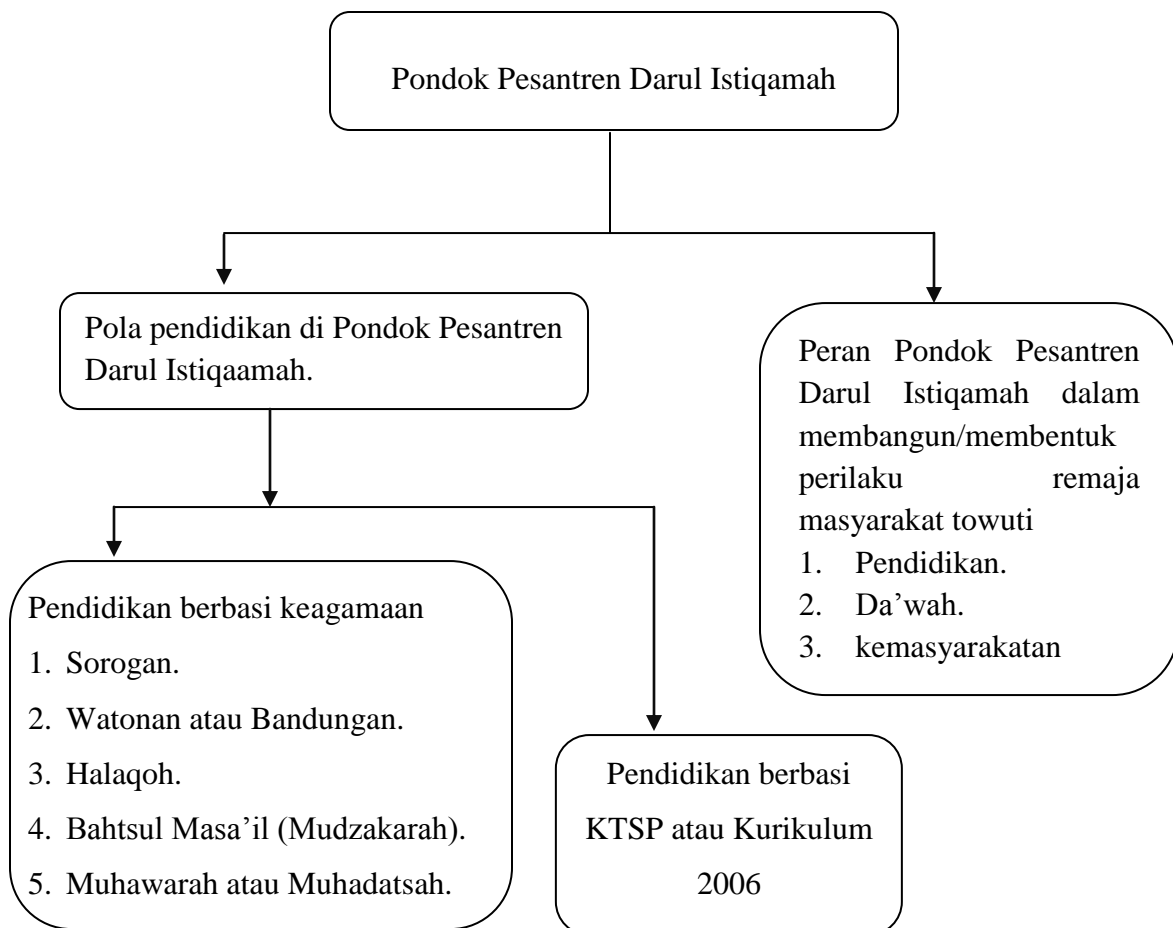 Pondok Pesantren Darul Istiqamah
Pola pendidikan di Pondok Pesantren
Darul Istiqaamah.
Peran Pondok Pesantren
Darul Istiqamah dalam
membangun/membentuk
perilaku remaja
masyarakat towuti
1. Pendidikan.
2. Da’wah.
3. kemasyarakatan
Pendidikan berbasi keagamaan
1. Sorogan.
2. Watonan atau Bandungan.
3. Halaqoh.
4. Bahtsul Masa’il (Mudzakarah).
5. Muhawarah atau Muhadatsah.
Pendidikan berbasi
KTSP atau Kurikulum
2006